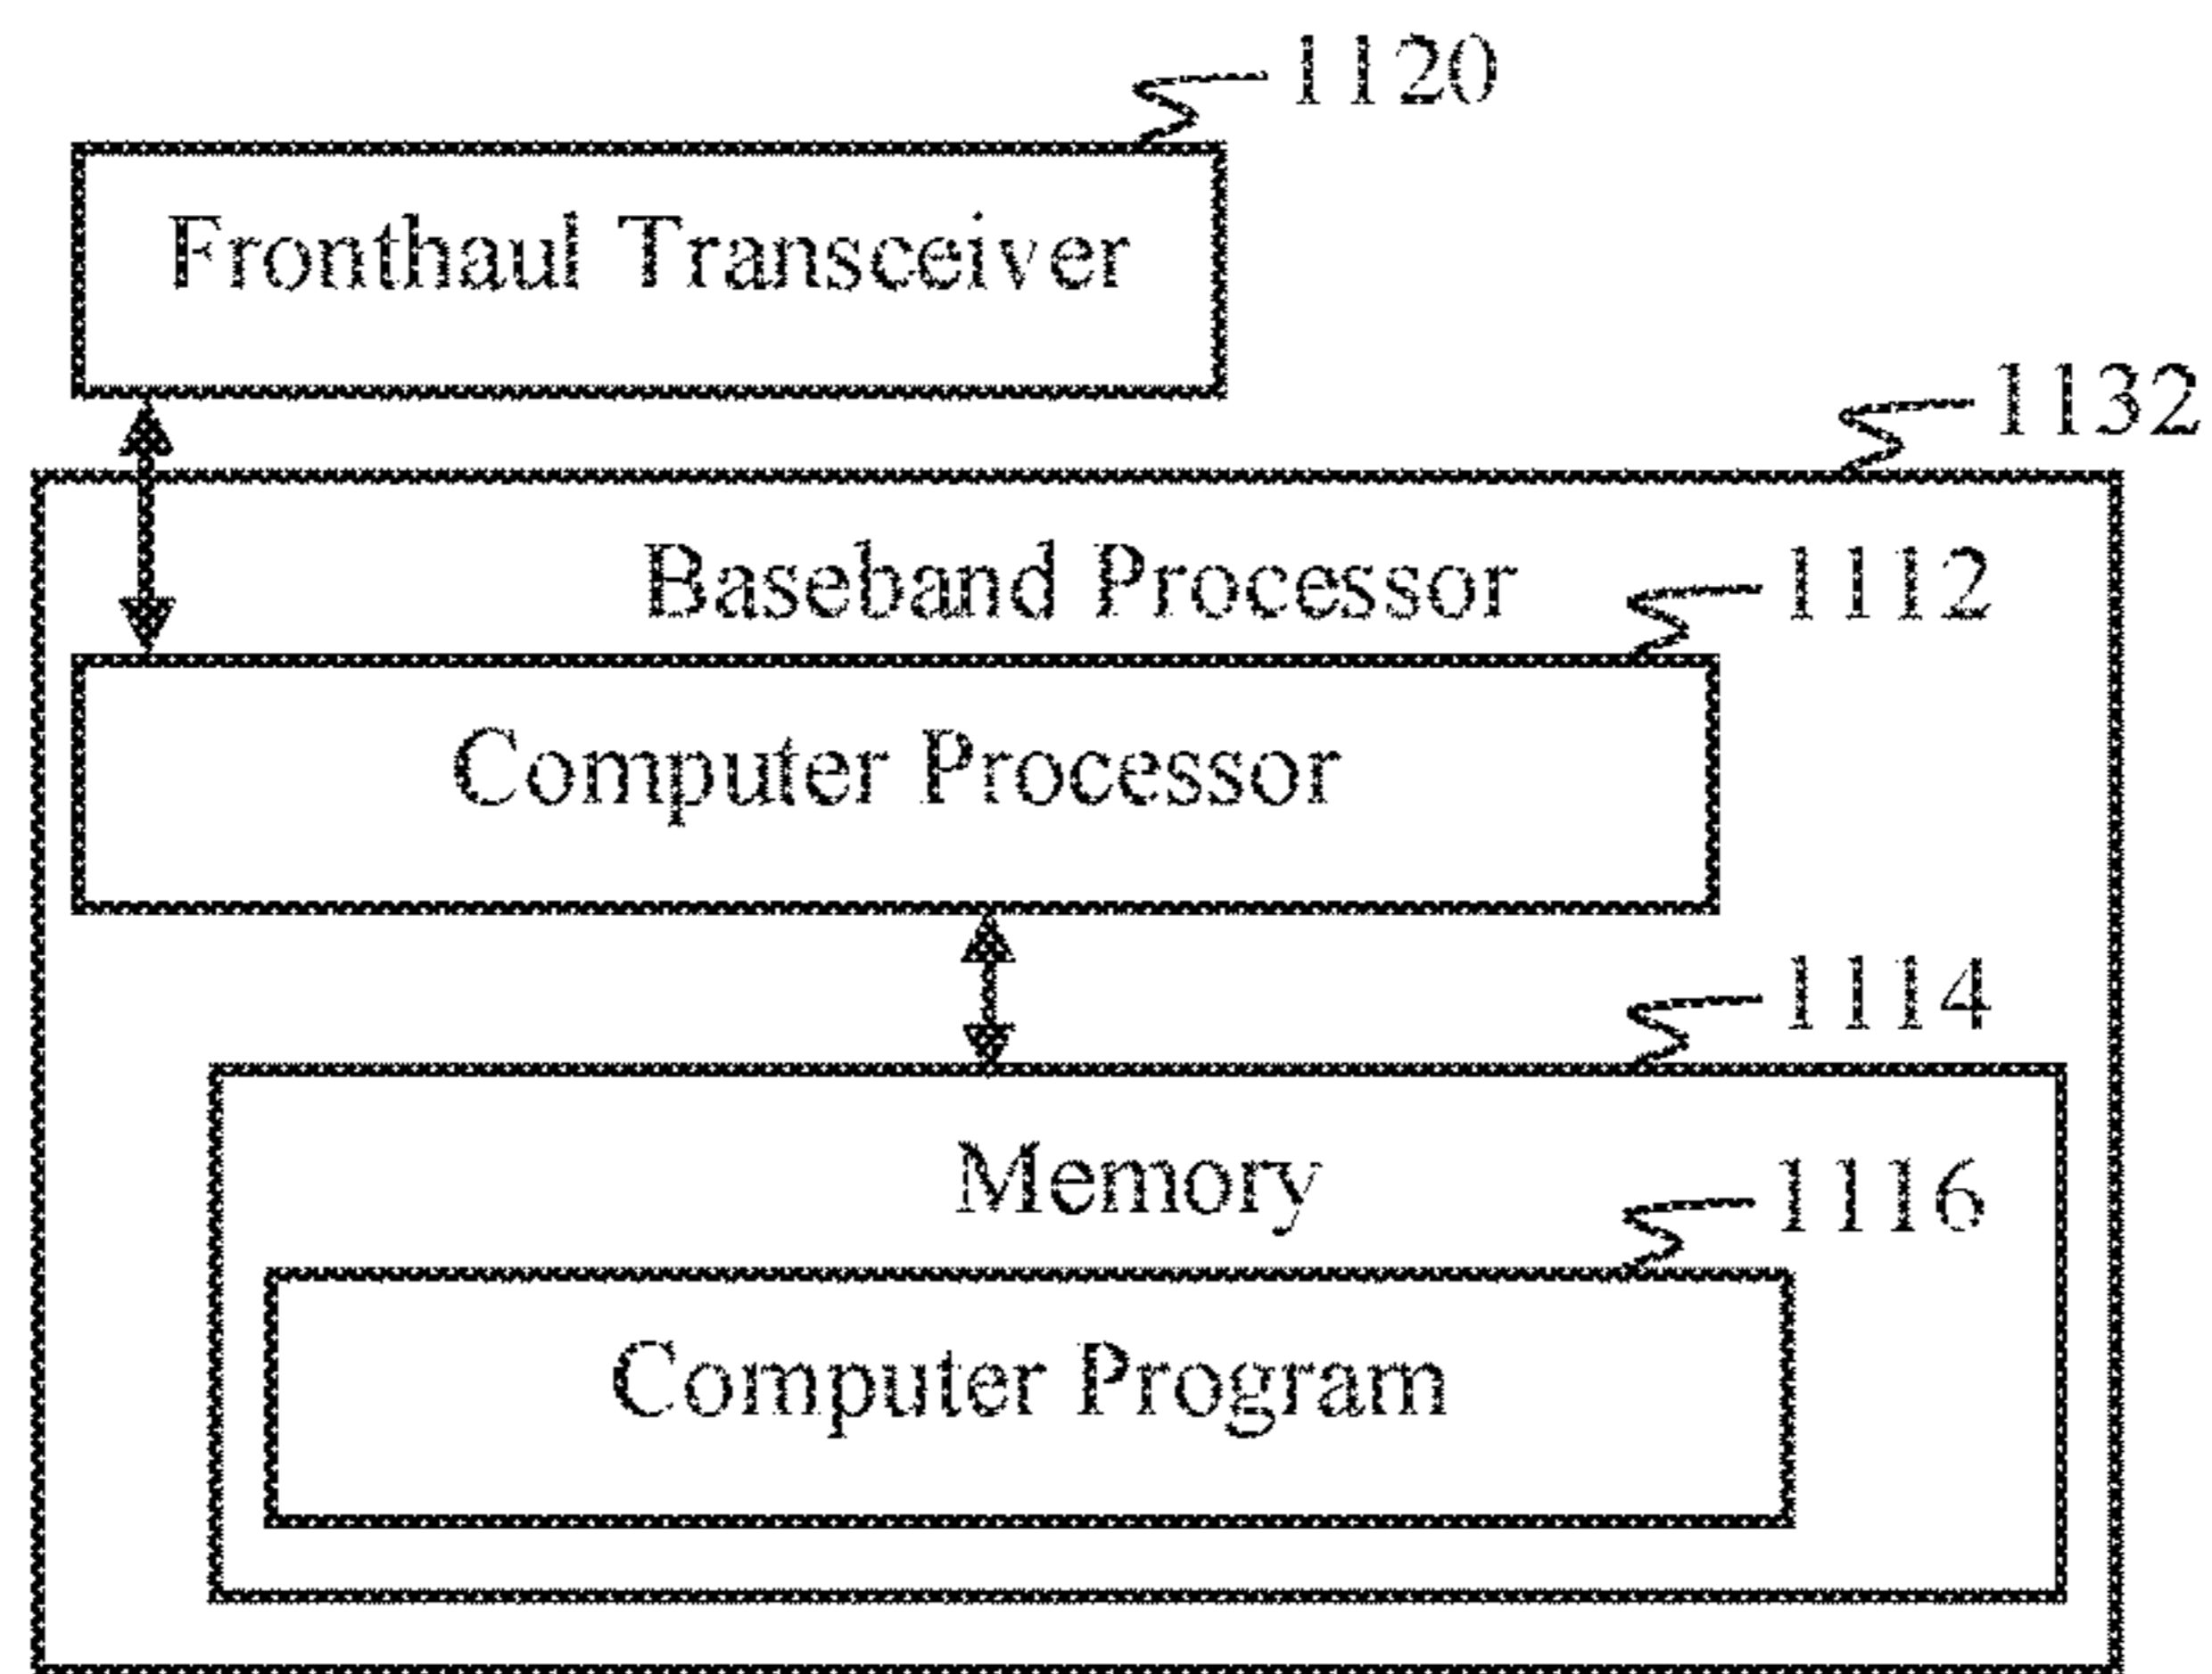 1120
Fronthaul Transceiver
1132
Baseband Processor
1112
Computer Processor
1114
Memory
1116
Computer Program